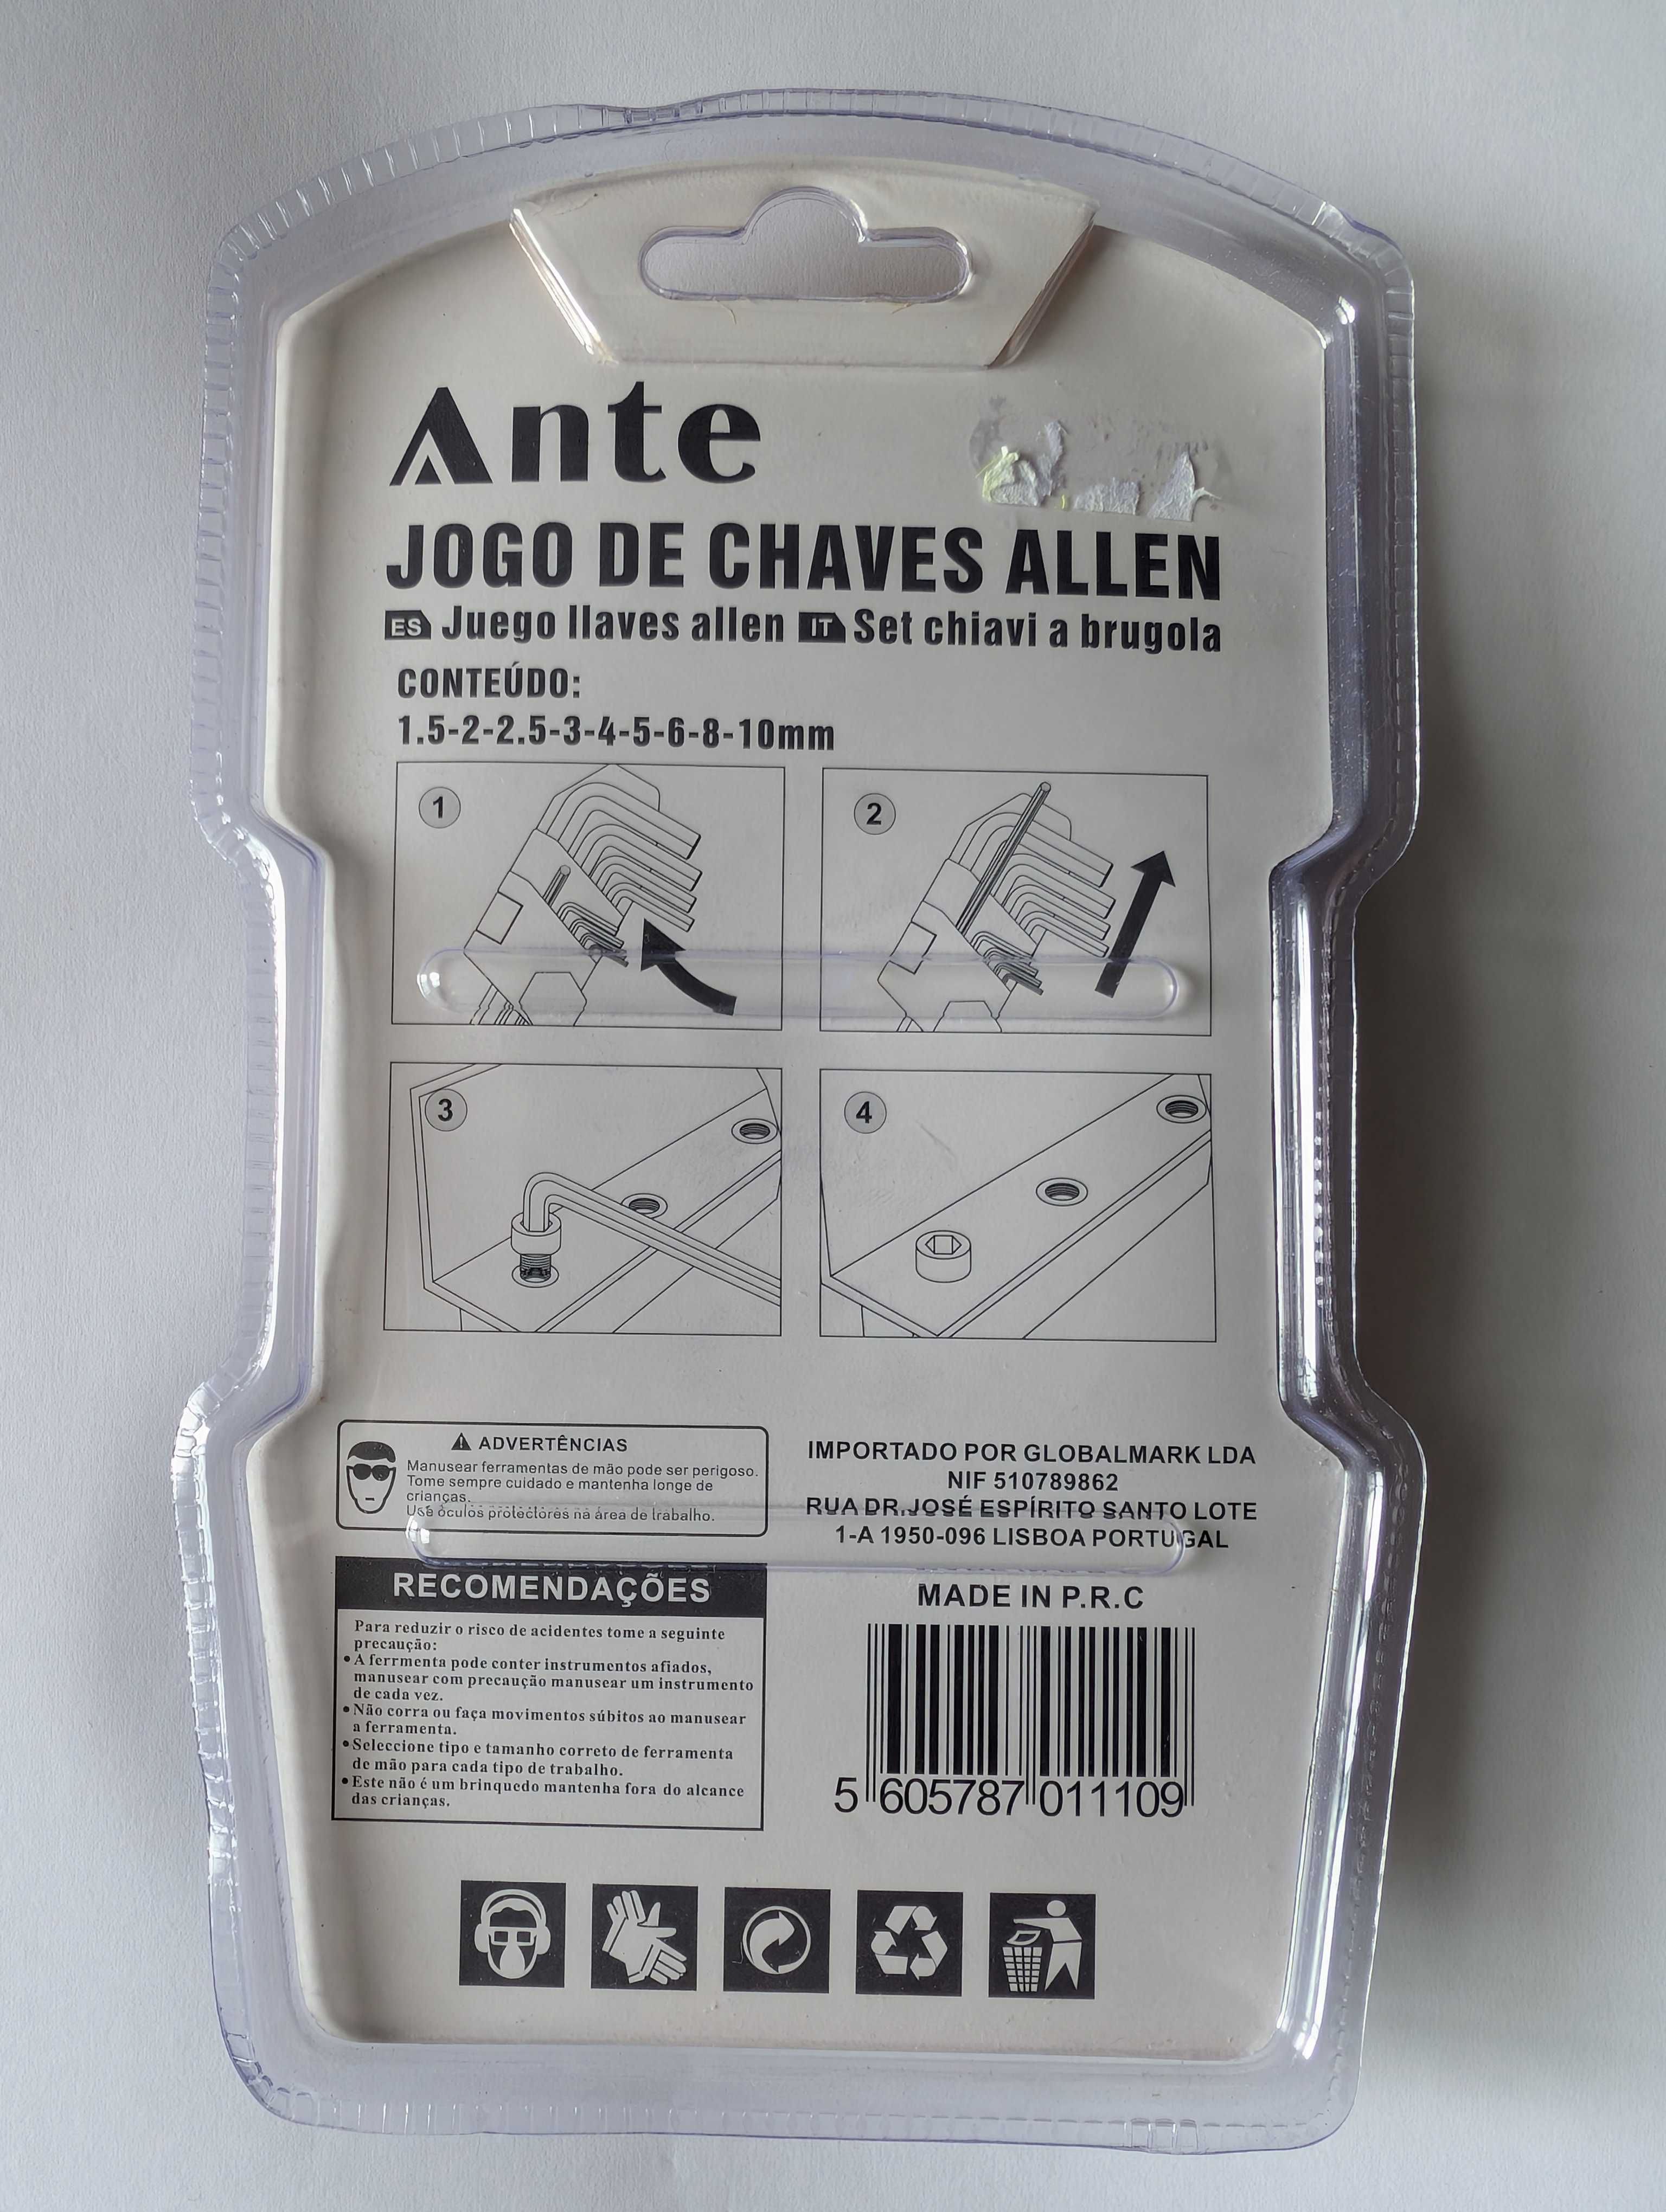 Ante
JOGO DE CHAVES ALLEN
ES Juego llaves allen IT Set chiavi a brugola
CONTEÚDO:
1.5-2-2.5-3-4-5-6-8-10mm
1
2
3
4
ADVERTÊNCIAS
Manusear ferramentas de mão pode ser perigoso.
Tome sempre cuidado e mantenha longe de
crianças.
Use óculos protectores na área de trabalho.
IMPORTADO POR GLOBALMARK LDA
NIF 510789862
RUA DR.JOSÉ ESPÍRITO SANTO LOTE
1-A 1950-096 LISBOA PORTUGAL
MADE IN P.R.C
RECOMENDAÇÕES
Para reduzir o risco de acidentes tome a seguinte
precaução:
•A ferrmenta pode conter instrumentos afiados,
manusear com precaução manusear um instrumento
de cada vez.
•Não corra ou faça movimentos súbitos ao manusear
a ferramenta.
•Seleccione tipo e tamanho correto de ferramenta
de mão para cada tipo de trabalho.
•Este não é um brinquedo mantenha fora do alcance
das crianças.
5 605787 011109